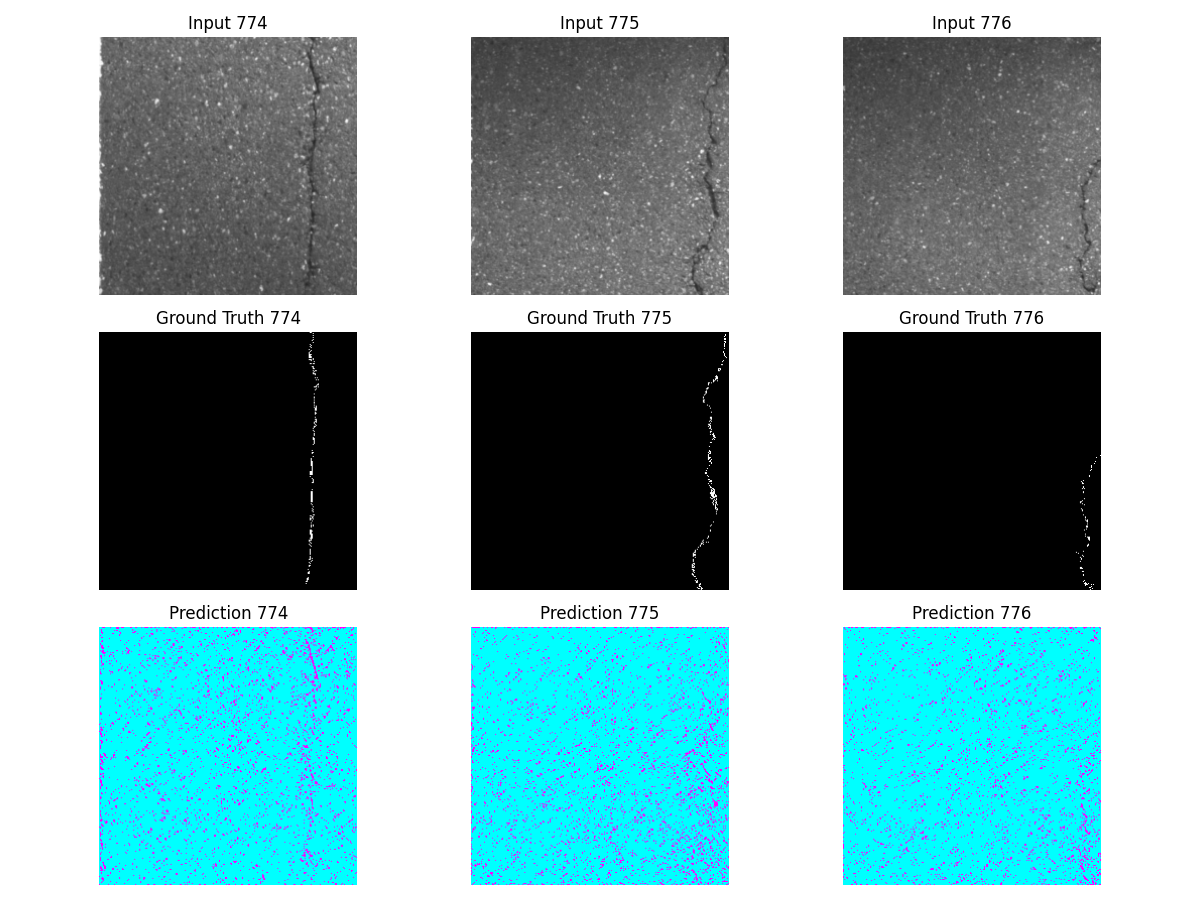 Input 774
Input 775
Input 776
Ground Truth 774
Ground Truth 775
Ground Truth 776
Prediction 774
Prediction 775
Prediction 776